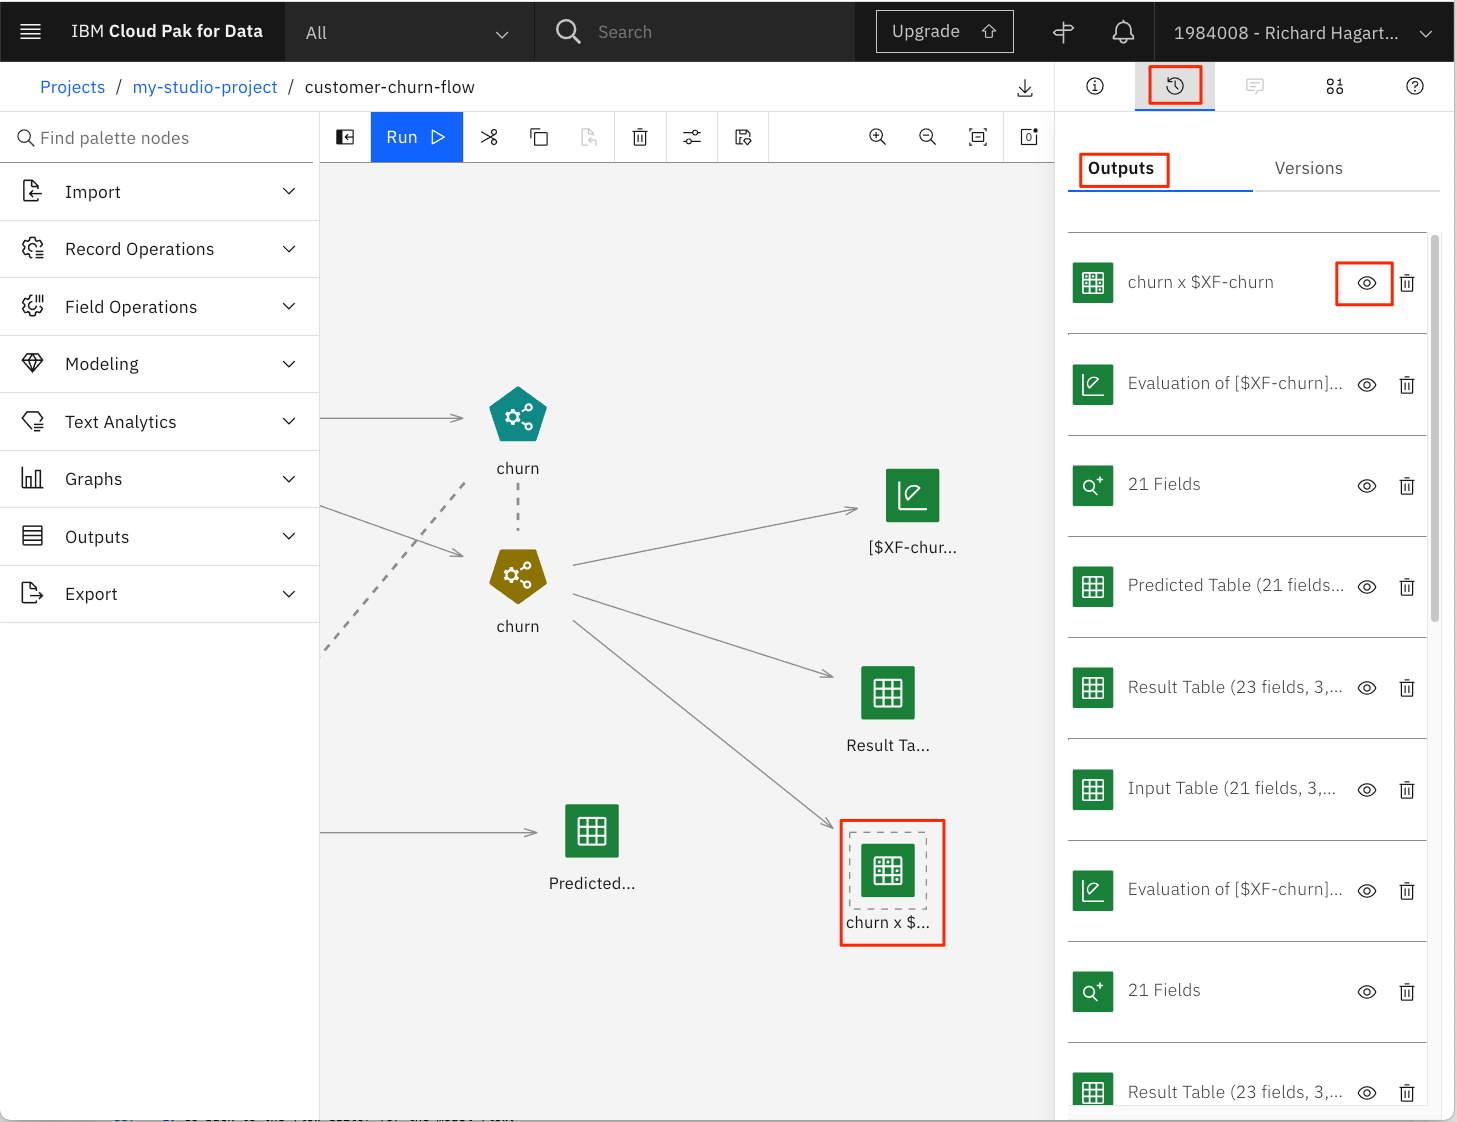 IBM Cloud Pak for Data
All
Search
Upgrade
1984008 - Richard Hagart...
Projects / my-studio-project / customer-churn-flow
Find palette nodes
Run
Import
Record Operations
Field Operations
Modeling
Text Analytics
Graphs
Outputs
Export
churn
churn
[$XF-chur...
Result Ta...
Predicted...
churn x $...
Outputs
Versions
churn x $XF-churn
Evaluation of [$XF-churn]...
21 Fields
Predicted Table (21 fields...
Result Table (23 fields, 3,...
Input Table (21 fields, 3,...
Evaluation of [$XF-churn]...
21 Fields
Result Table (23 fields, 3,...